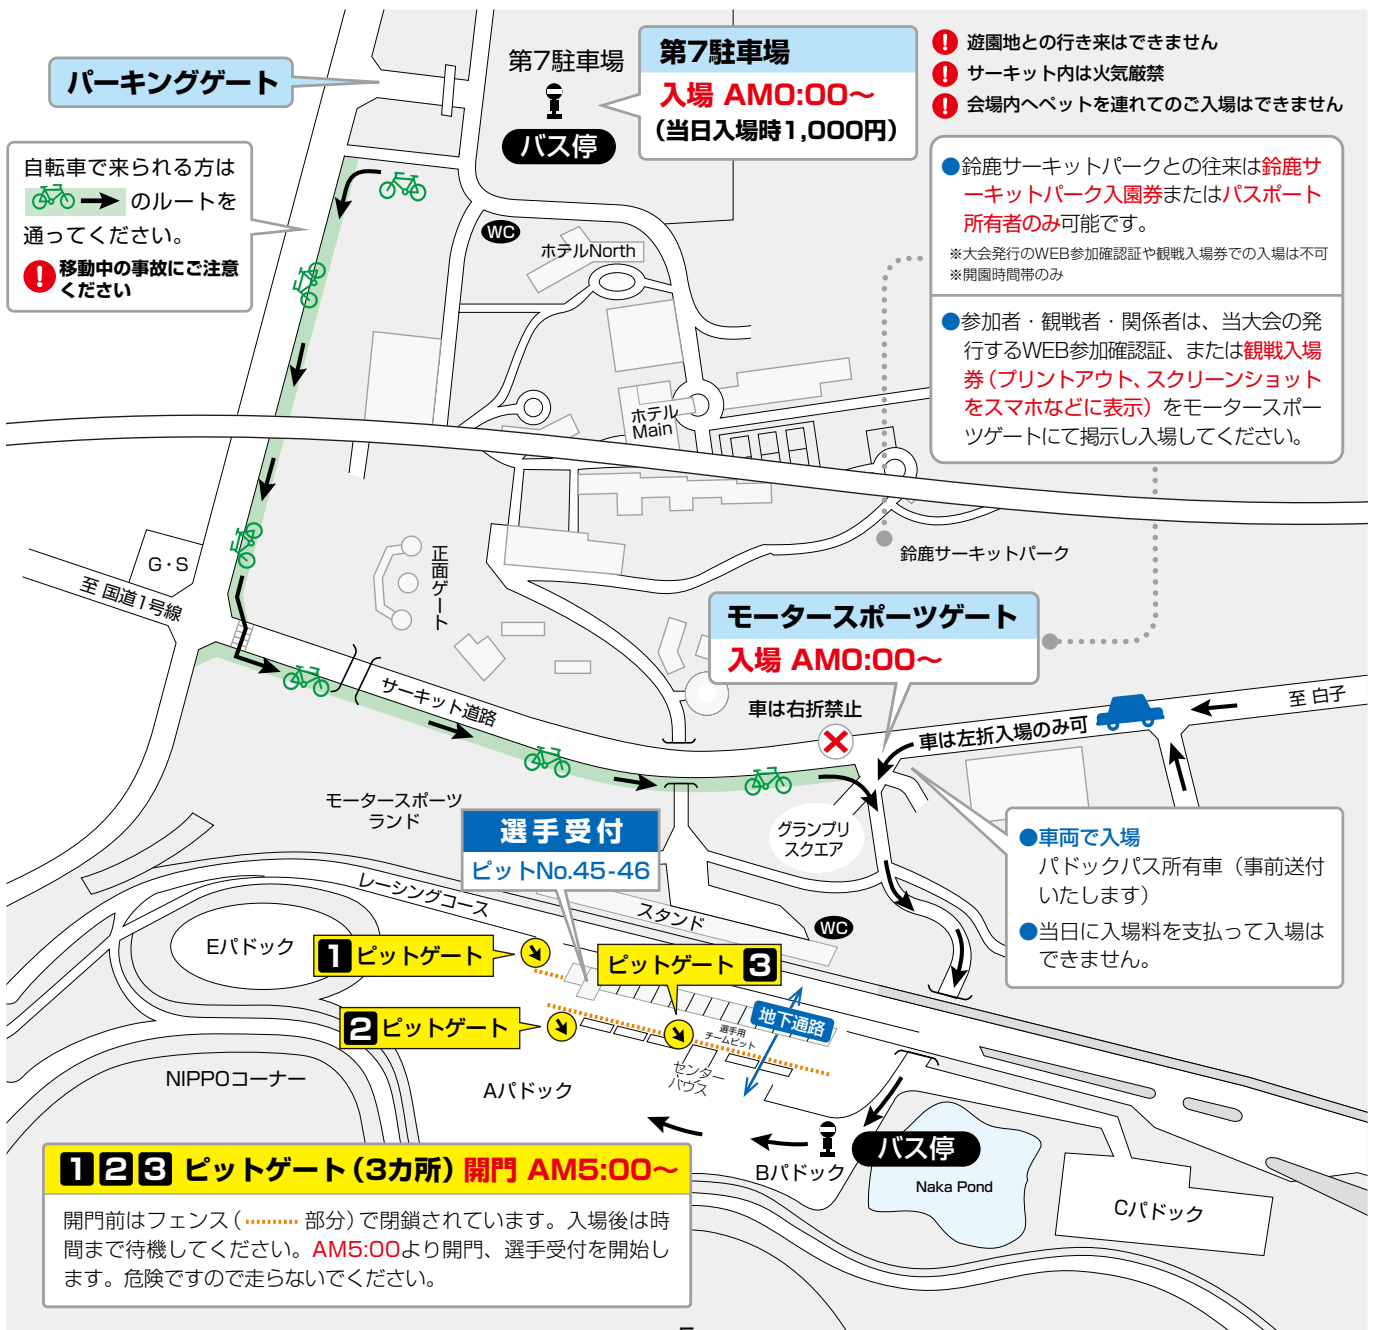 パーキングゲート
第7駐車場
バス停
第7駐車場
入場 AM0:00～
（当日入場時1,000円）
遊園地との行き来はできません
サーキット内は火気厳禁
会場内へペットを連れてのご入場はできません
自転車で来られる方は
のルートを
通ってください。
移動中の事故にご注意
ください
●鈴鹿サーキットパークとの往来は鈴鹿サ
ーキットパーク入園券またはパスポート
所有者のみ可能です。
※大会発行のWEB参加確認証や観戦入場券での入場は不可
※開園時間帯のみ
●参加者・観戦者・関係者は、当大会の発
行するWEB参加確認証、または観戦入場
券（プリントアウト、スクリーンショット
をスマホなどに表示）をモータースポー
ツゲートにて掲示し入場してください。
WC
ホテルNorth
ホテル
Main
鈴鹿サーキットパーク
G・S
至 国道1号線
正面ゲート
モータースポーツゲート
入場 AM0:00～
サーキット道路
車は右折禁止
車は左折入場のみ可
至 白子
モータースポーツ
ランド
選手受付
ピットNo.45-46
グランプリ
スクエア
●車両で入場
パドックパス所有車（事前送付
いたします）
●当日に入場料を支払って入場は
できません。
レーシングコース
スタンド
WC
Eパドック
1 ピットゲート
ピットゲート 3
2 ピットゲート
地下通路
選手用
チームピット
センター
ハウス
NIPPOコーナー
Aパドック
バス停
Bパドック
Naka Pond
Cパドック
1 2 3 ピットゲート（3カ所）開門 AM5:00～
開門前はフェンス（ ･････････ 部分）で閉鎖されています。入場後は時
間まで待機してください。AM5:00より開門、選手受付を開始し
ます。危険ですので走らないでください。